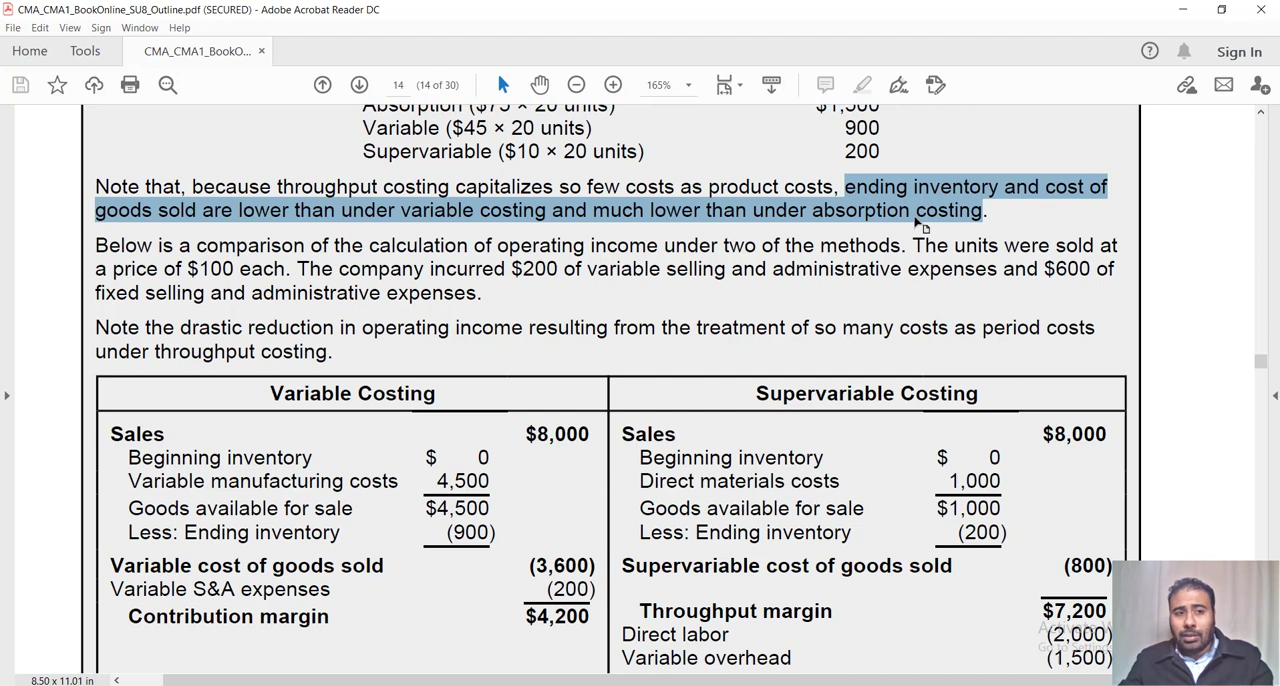 CMA_CMA1_BookOnline_SU8_Outline.pdf (SECURED) - Adobe Acrobat Reader DC
File Edit View Sign Window Help
Home Tools CMA_CMA1_BookO... × Sign In
14 (14 of 30) 165%
Absorption ($75 × 20 units) $1,500
Variable ($45 × 20 units) 900
Supervariable ($10 × 20 units) 200
Note that, because throughput costing capitalizes so few costs as product costs, ending inventory and cost of
goods sold are lower than under variable costing and much lower than under absorption costing.
Below is a comparison of the calculation of operating income under two of the methods. The units were sold at
a price of $100 each. The company incurred $200 of variable selling and administrative expenses and $600 of
fixed selling and administrative expenses.
Note the drastic reduction in operating income resulting from the treatment of so many costs as period costs
under throughput costing.
Variable Costing Supervariable Costing
Sales $8,000 Sales $8,000
Beginning inventory $ 0 Beginning inventory $ 0
Variable manufacturing costs 4,500 Direct materials costs 1,000
Goods available for sale $4,500 Goods available for sale $1,000
Less: Ending inventory (900) Less: Ending inventory (200)
Variable cost of goods sold (3,600) Supervariable cost of goods sold (800)
Variable S&A expenses (200)
Contribution margin $4,200 Throughput margin $7,200
Direct labor (2,000)
Variable overhead (1,500)
8.50 x 11.01 in